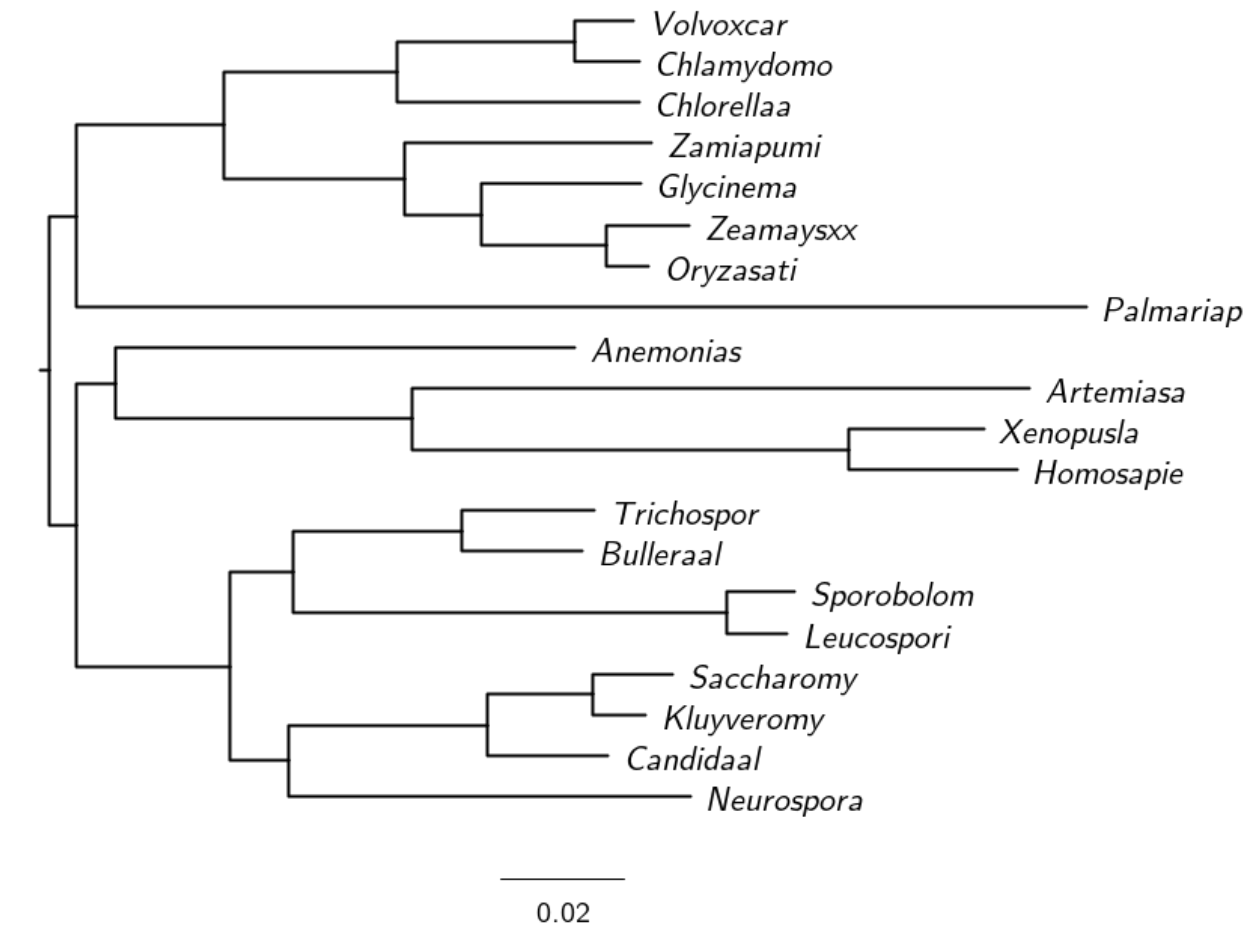 Volvoxcar
Chlamydomo
Chlorellaa
Zamiapumi
Glycinema
Zeamaysxx
Oryzasati
Palmariap
Anemonias
Artemiasa
Xenopusla
Homosapie
Trichospor
Bulleraal
Sporobolom
Leucospori
Saccharomy
Kluyveromy
Candidaal
Neurospora
0.02